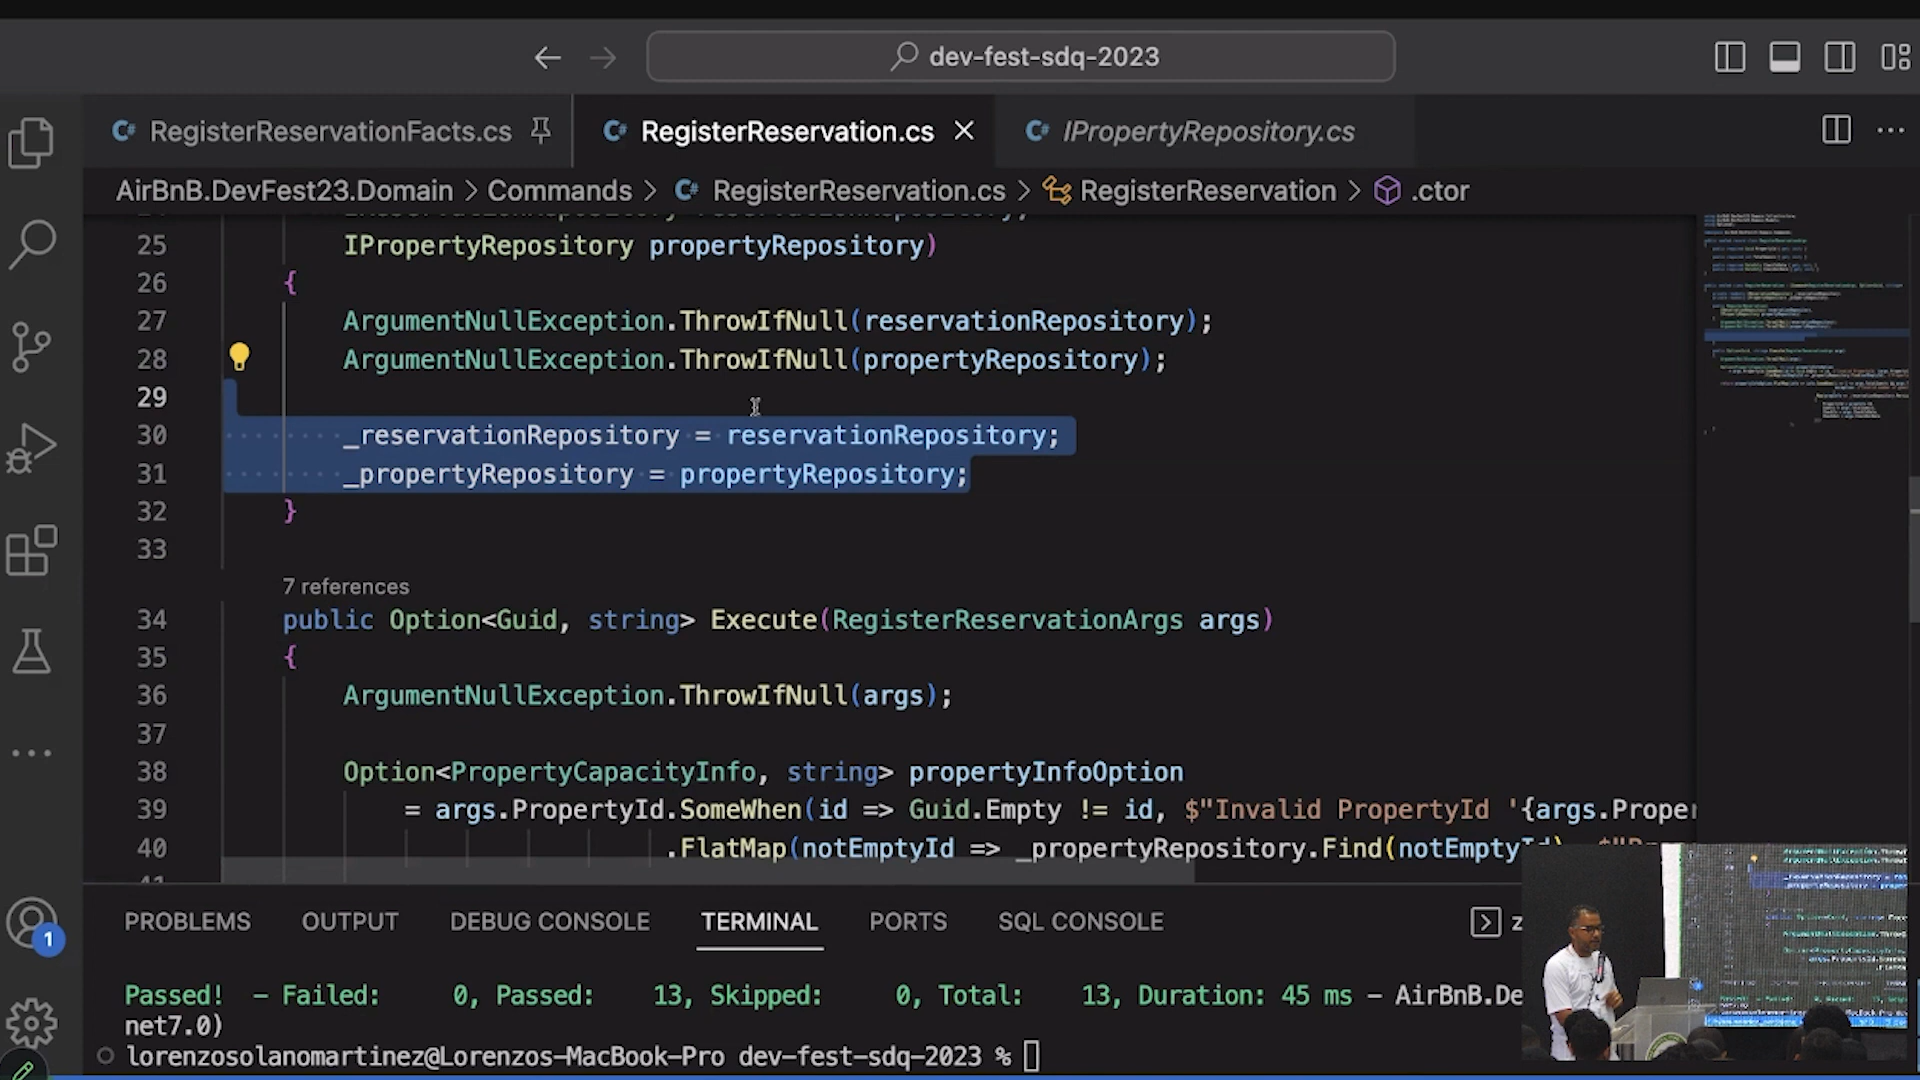 dev-fest-sdq-2023
RegisterReservationFacts.cs
RegisterReservation.cs
IPropertyRepository.cs
AirBnB.DevFest23.Domain > Commands > RegisterReservation.cs > RegisterReservation > .ctor
25 IPropertyRepository propertyRepository)
26 {
27 ArgumentNullException.ThrowIfNull(reservationRepository);
28 ArgumentNullException.ThrowIfNull(propertyRepository);
29
30 _reservationRepository = reservationRepository;
31 _propertyRepository = propertyRepository;
32 }
33
7 references
34 public Option<Guid, string> Execute(RegisterReservationArgs args)
35 {
36 ArgumentNullException.ThrowIfNull(args);
37
38 Option<PropertyCapacityInfo, string> propertyInfoOption
39 = args.PropertyId.SomeWhen(id => Guid.Empty != id, $"Invalid PropertyId '{args.Proper
40 .FlatMap(notEmptyId => _propertyRepository.Find(notEmptyId)
PROBLEMS OUTPUT DEBUG CONSOLE TERMINAL PORTS SQL CONSOLE
Passed! – Failed: 0, Passed: 13, Skipped: 0, Total: 13, Duration: 45 ms – AirBnB.De
net7.0)
lorenzosolanomartinez@Lorenzos-MacBook-Pro dev-fest-sdq-2023 %
1